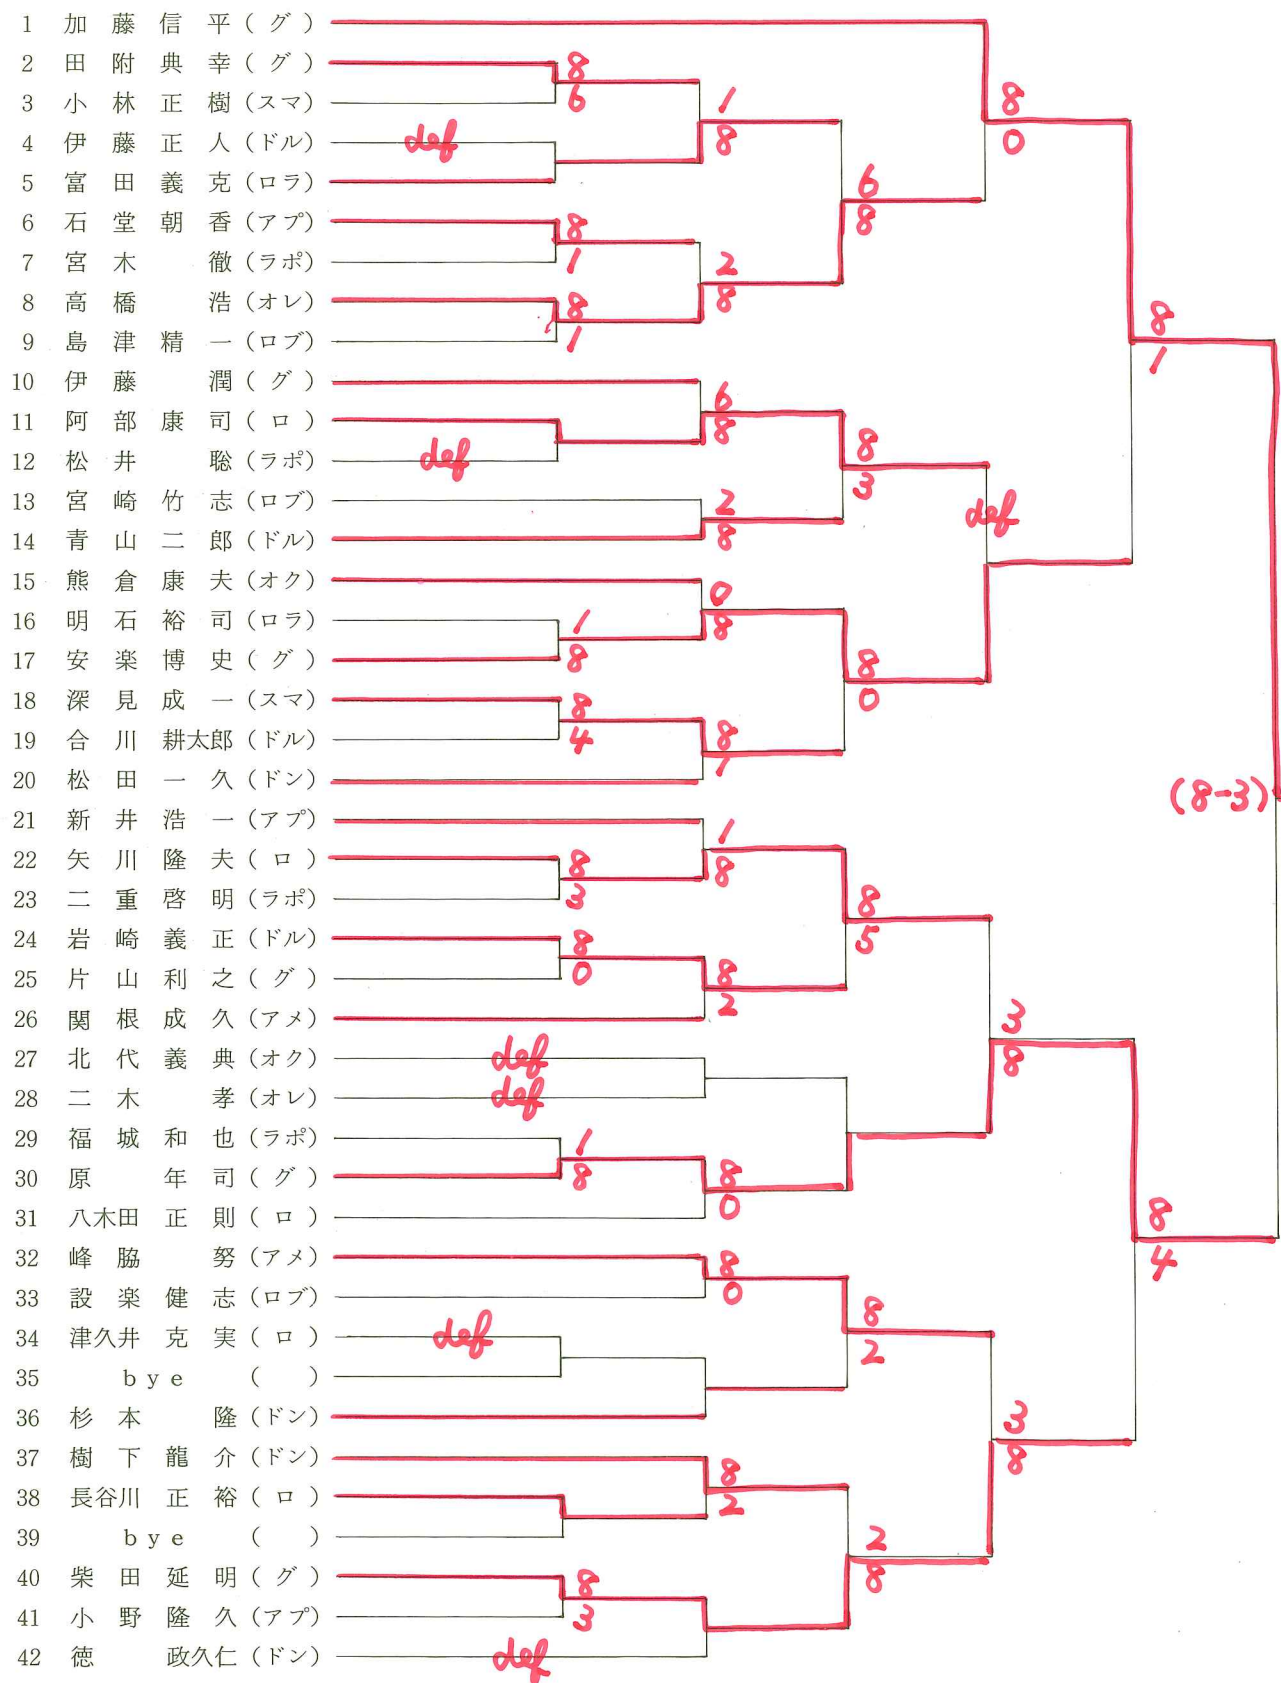 1 加藤信平(グ)
8
2 田附典幸(グ) 8
3 小林正樹(スマ) 6
1
8
0
4 伊藤正人(ドル) def
8
5 富田義克(ロラ)
6
8
6 石堂朝香(アプ) 8
7 宮木徹(ラポ) 1
2
8
8 高橋浩(オレ) 8
9 島津精一(ロブ) 1
8
1
10 伊藤潤(グ)
6
8
11 阿部康司(ロ)
12 松井聡(ラポ) def
8
3
13 宮崎竹志(ロブ) 2
def
14 青山二郎(ドル) 8
15 熊倉康夫(オク)
0
8
16 明石裕司(ロラ) 1
17 安楽博史(グ) 8
8
0
18 深見成一(スマ) 8
19 合川耕太郎(ドル) 4
8
1
20 松田一久(ドン)
(8-3)
21 新井浩一(アプ)
1
8
22 矢川隆夫(ロ) 8
23 二重啓明(ラポ) 3
8
5
24 岩崎義正(ドル) 8
25 片山利之(グ) 0
8
2
26 関根成久(アメ)
3
8
27 北代義典(オク) def
28 二木孝(オレ) def
29 福城和也(ラポ) 1
30 原年司(グ) 8
8
0
31 八木田正則(ロ)
8
4
32 峰脇努(アメ) 8
33 設楽健志(ロブ) 0
8
2
34 津久井克実(ロ) def
35 bye ( )
36 杉本隆(ドン)
3
8
37 樹下龍介(ドン) 8
38 長谷川正裕(ロ) 2
39 bye ( )
2
8
40 柴田延明(グ) 8
41 小野隆久(アプ) 3
42 徳政久仁(ドン) def